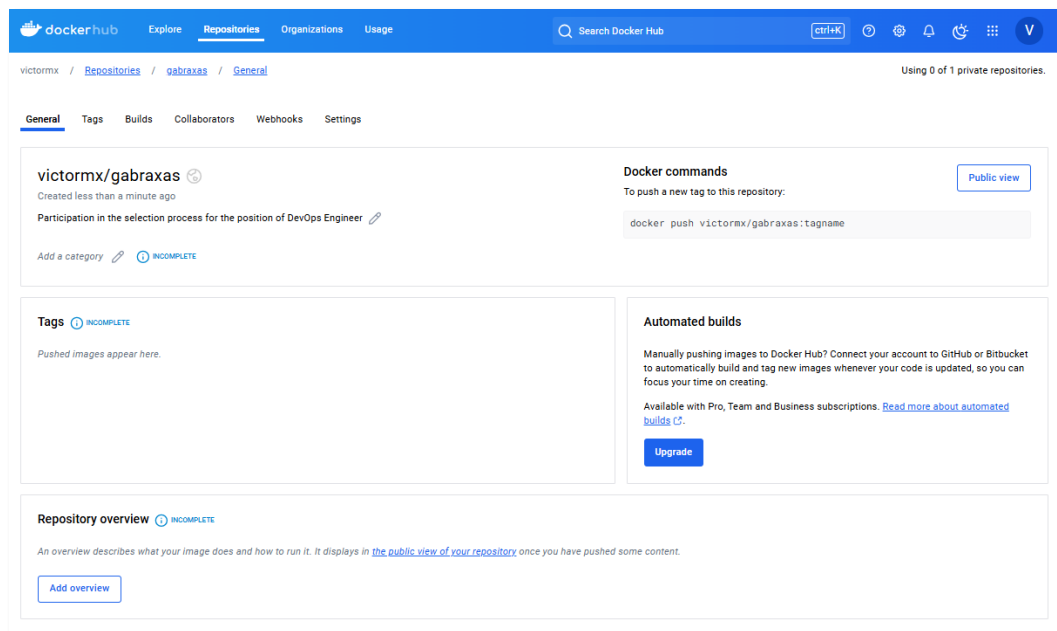 dockerhub Explore Repositories Organizations Usage Search Docker Hub ctrl+K V
victormx / Repositories / gabraxas / General Using 0 of 1 private repositories.
General Tags Builds Collaborators Webhooks Settings
victormx/gabraxas
Created less than a minute ago
Participation in the selection process for the position of DevOps Engineer
Add a category INCOMPLETE
Docker commands
Public view
To push a new tag to this repository:
docker push victormx/gabraxas:tagname
Tags INCOMPLETE
Pushed images appear here.
Automated builds
Manually pushing images to Docker Hub? Connect your account to GitHub or Bitbucket
to automatically build and tag new images whenever your code is updated, so you can
focus your time on creating.
Available with Pro, Team and Business subscriptions. Read more about automated
builds .
Upgrade
Repository overview INCOMPLETE
An overview describes what your image does and how to run it. It displays in the public view of your repository once you have pushed some content.
Add overview